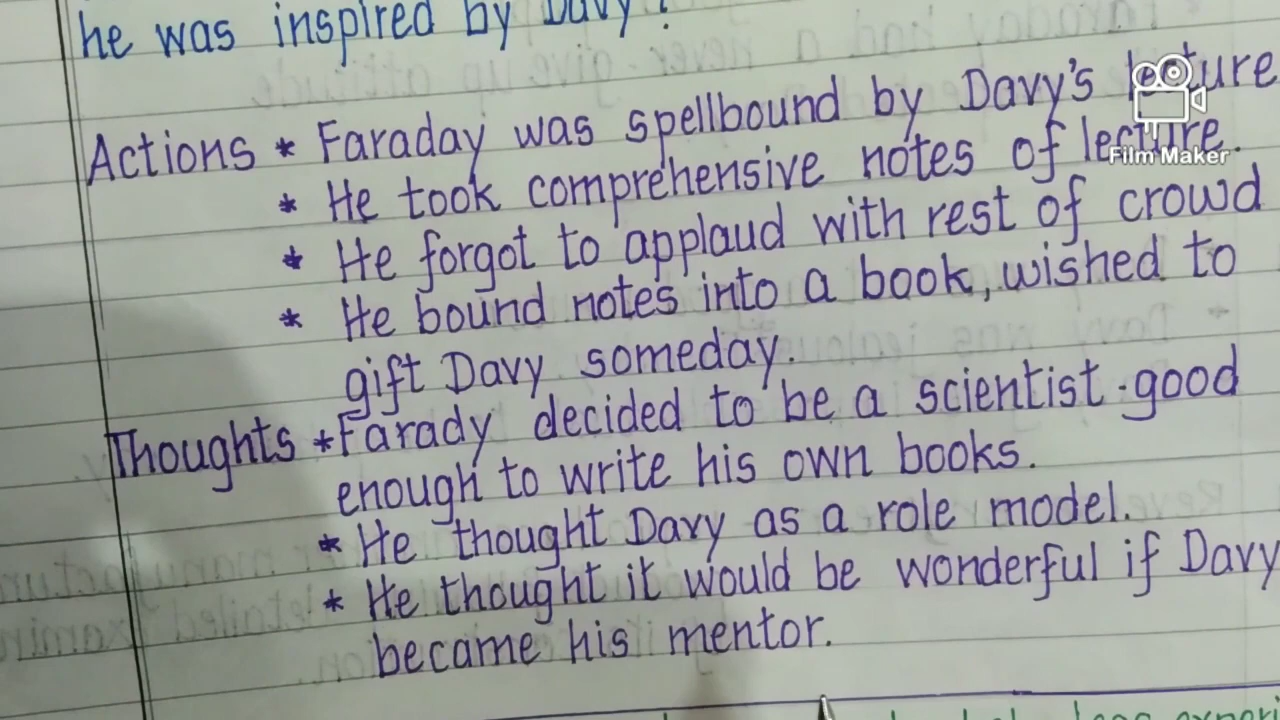 he was inspired by Davy?
Actions * Faraday was spellbound by Davy's lecture
* He took comprehensive notes of lecture.
* He forgot to applaud with rest of crowd
* He bound notes into a book, wished to
gift Davy someday.
Thoughts * Farady decided to be a scientist - good
enough to write his own books.
* He thought Davy as a role model.
* He thought it would be wonderful if Davy
became his mentor.
Film Maker